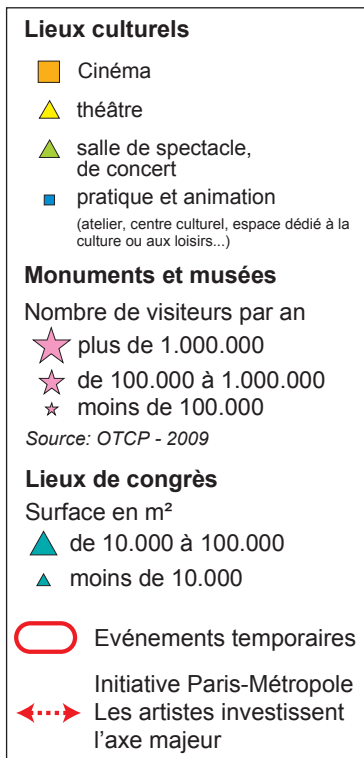 Lieux culturels
Cinéma
théâtre
salle de spectacle,
de concert
pratique et animation
(atelier, centre culturel, espace dédié à la
culture ou aux loisirs...)
Monuments et musées
Nombre de visiteurs par an
plus de 1.000.000
de 100.000 à 1.000.000
moins de 100.000
Source: OTCP - 2009
Lieux de congrès
Surface en m²
de 10.000 à 100.000
moins de 10.000
Evénements temporaires
Initiative Paris-Métropole
Les artistes investissent
l'axe majeur